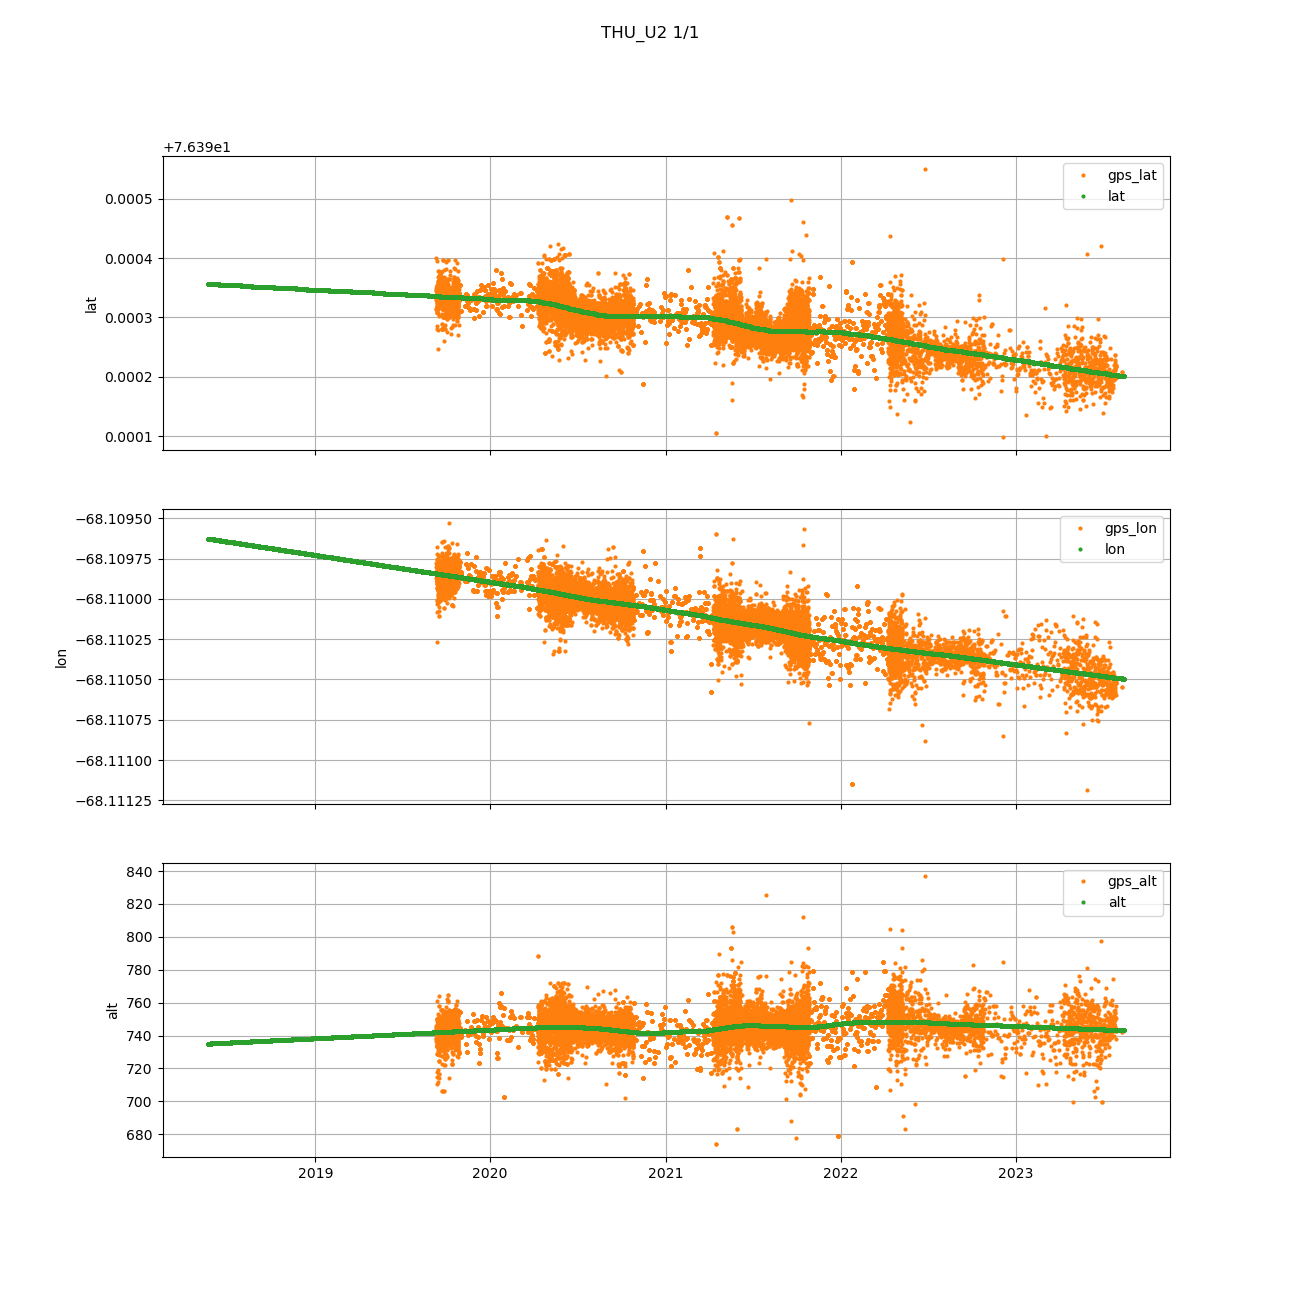 THU_U2 1/1
+7.639e1
0.0005
0.0004
0.0003
0.0002
0.0001
lat
gps_lat
lat
−68.10950
−68.10975
−68.11000
−68.11025
−68.11050
−68.11075
−68.11100
−68.11125
lon
gps_lon
lon
840
820
800
780
760
740
720
700
680
alt
gps_alt
alt
2019 2020 2021 2022 2023